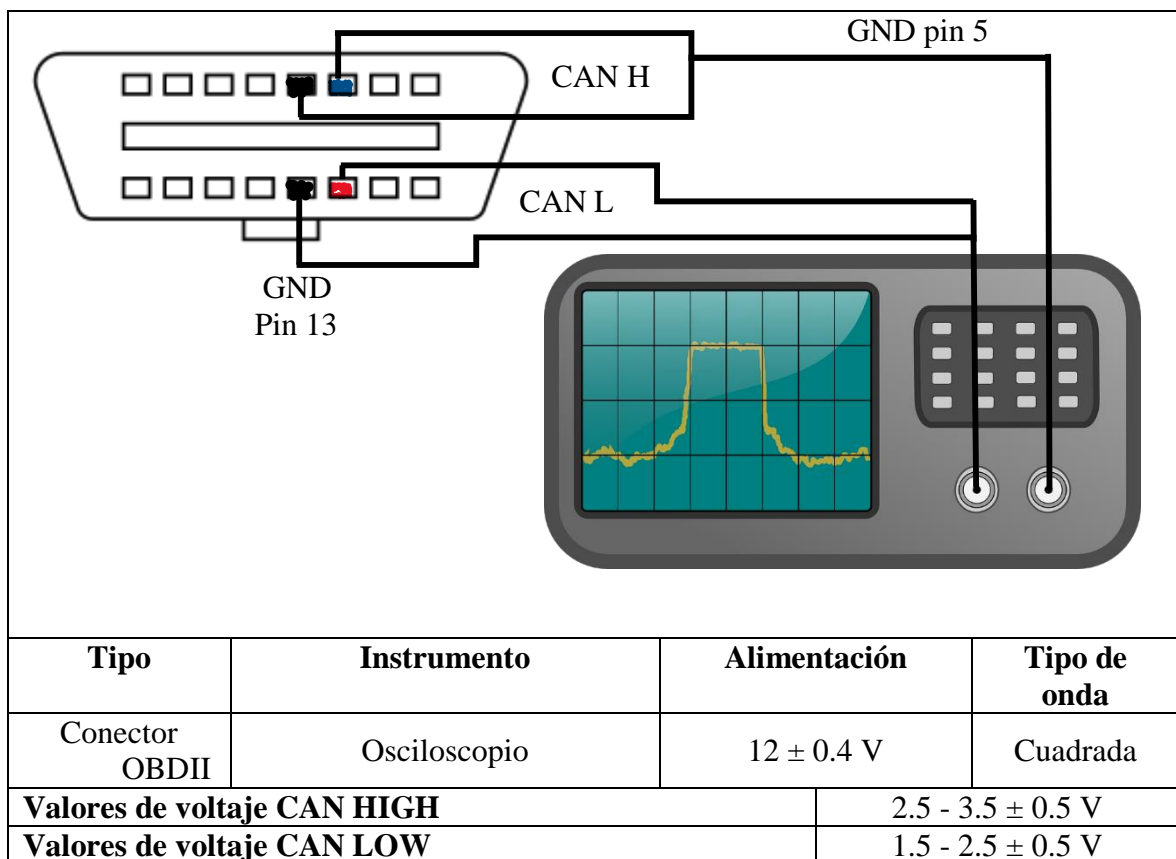 GND pin 5
CAN H
CAN L
GND
Pin 13
Tipo
Instrumento
Alimentación
Tipo de
onda
Conector
OBDII
Osciloscopio
12 ± 0.4 V
Cuadrada
Valores de voltaje CAN HIGH
2.5 - 3.5 ± 0.5 V
Valores de voltaje CAN LOW
1.5 - 2.5 ± 0.5 V